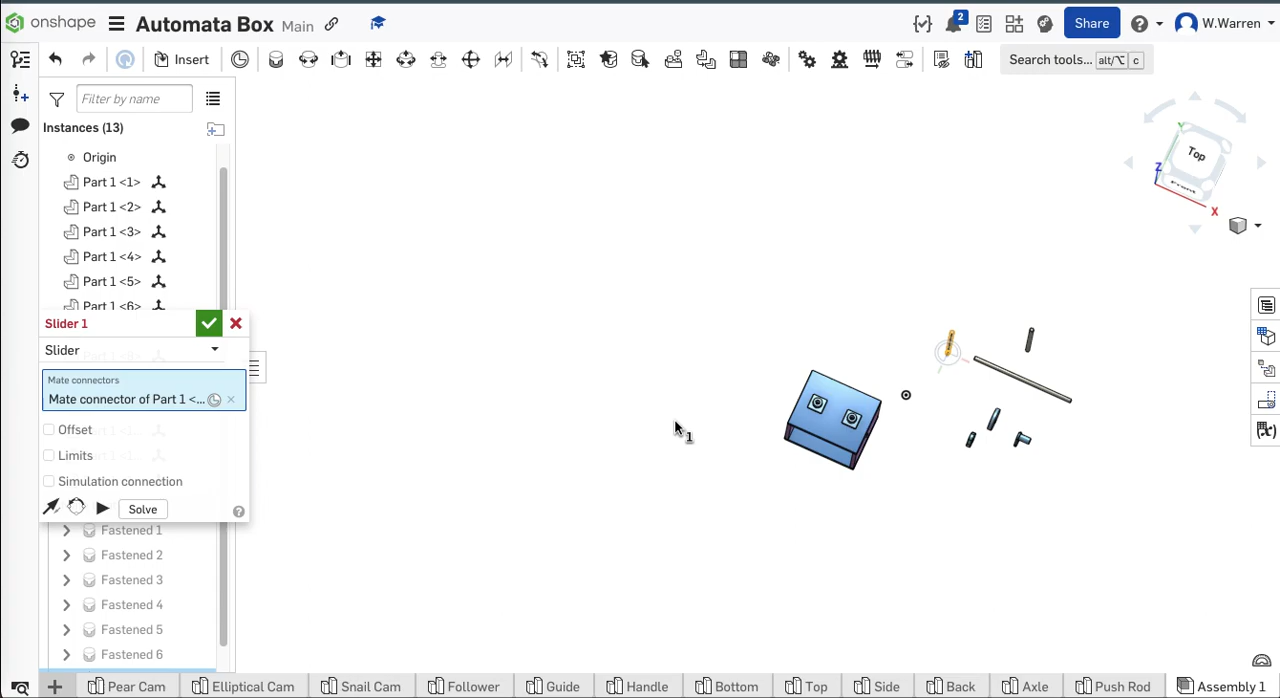 onshape Automata Box Main 2 Share W.Warren
Insert Search tools... alt/⌥ c
Filter by name
Instances (13)
Origin
Part 1 <1>
Part 1 <2>
Part 1 <3>
Part 1 <4>
Part 1 <5>
Part 1 <6>
Slider 1
Slider
Mate connectors
Mate connector of Part 1 <...
Offset
Limits
Simulation connection
Solve
Fastened 1
Fastened 2
Fastened 3
Fastened 4
Fastened 5
Fastened 6
Top
Front
Y
Z
X
1
Pear Cam Elliptical Cam Snail Cam Follower Guide Handle Bottom Top Side Back Axle Push Rod Assembly 1